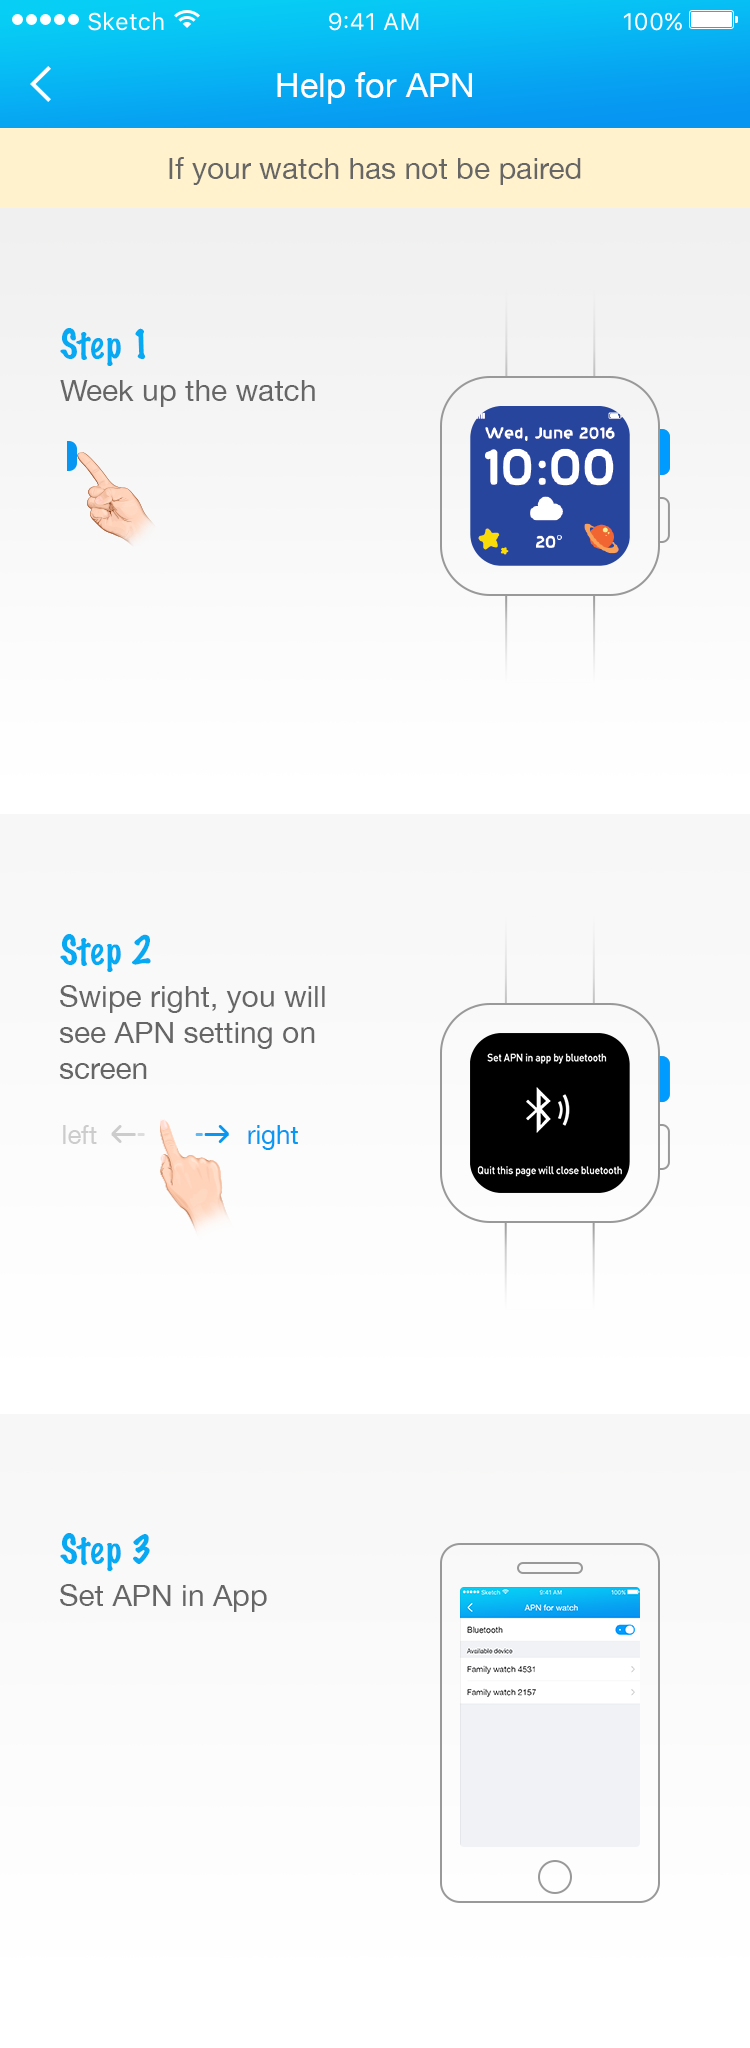 Sketch 9:41 AM 100%
Help for APN
If your watch has not be paired
Step 1
Week up the watch
Wed, June 2016
10:00
20°
Step 2
Swipe right, you will
see APN setting on
screen
left right
Set APN in app by bluetooth
Quit this page will close bluetooth
Step 3
Set APN in App
Sketch 9:41 AM 100%
APN for watch
Bluetooth
Available device
Family watch 4531
Family watch 2157